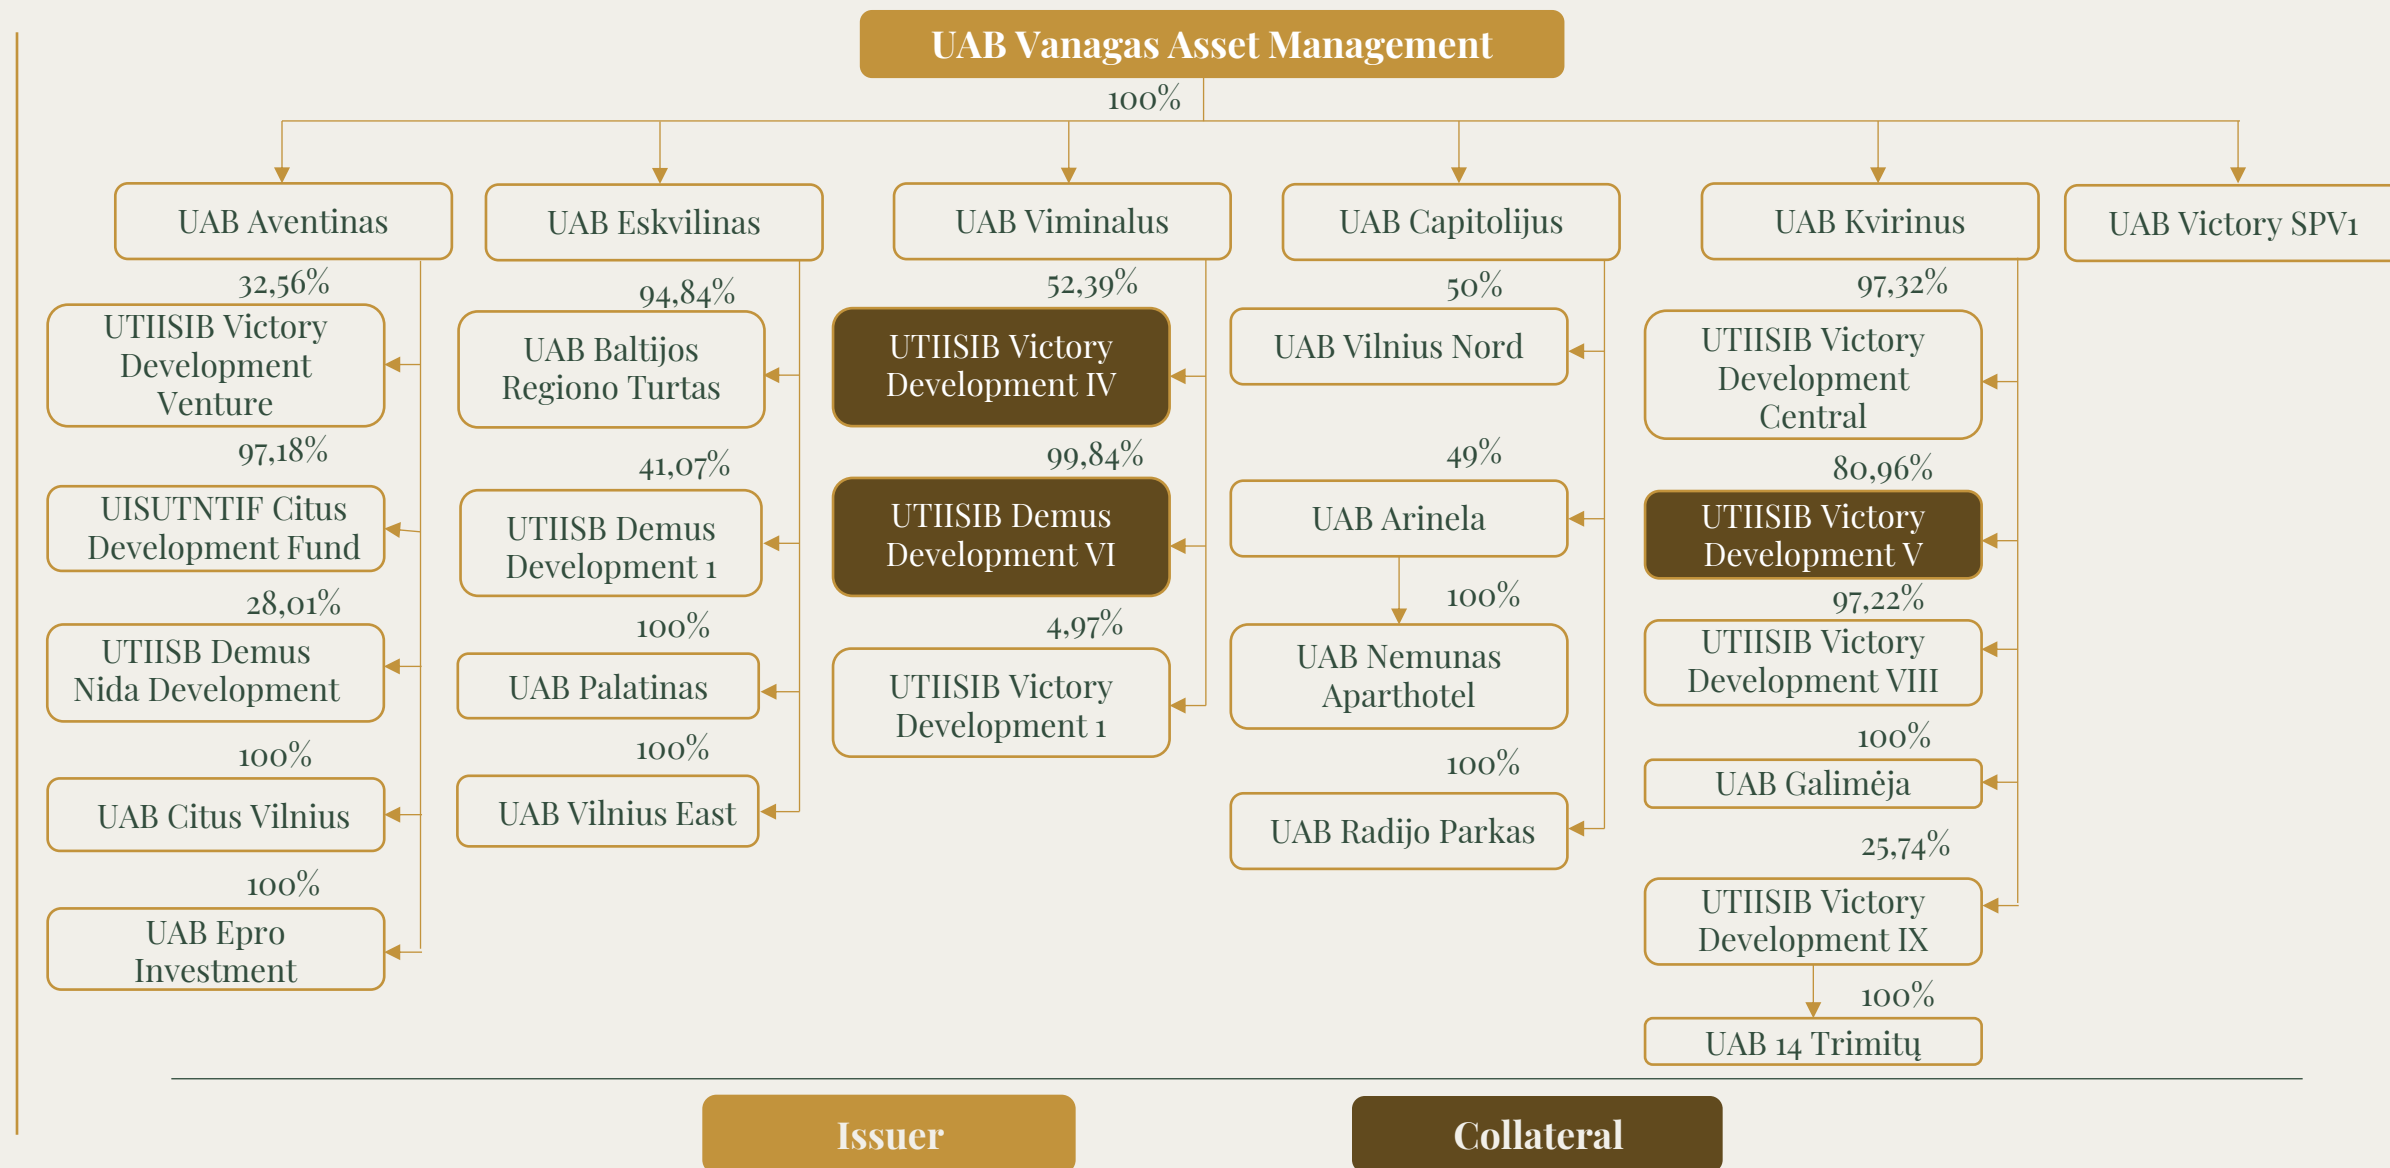 UAB Vanagas Asset Management
100%
UAB Aventinas
32,56%
UTIISIB Victory
Development
Venture
97,18%
UISUTNTIF Citus
Development Fund
28,01%
UTIISB Demus
Nida Development
100%
UAB Citus Vilnius
100%
UAB Epro
Investment
UAB Eskvilinas
94,84%
UAB Baltijos
Regiono Turtas
41,07%
UTIISB Demus
Development 1
100%
UAB Palatinas
100%
UAB Vilnius East
UAB Viminalus
52,39%
UTIISIB Victory
Development IV
99,84%
UTIISIB Demus
Development VI
4,97%
UTIISIB Victory
Development 1
UAB Capitolijus
50%
UAB Vilnius Nord
49%
UAB Arinela
100%
UAB Nemunas
Aparthotel
100%
UAB Radijo Parkas
UAB Kvirinus
97,32%
UTIISIB Victory
Development
Central
80,96%
UTIISIB Victory
Development V
97,22%
UTIISIB Victory
Development VIII
100%
UAB Galimėja
25,74%
UTIISIB Victory
Development IX
100%
UAB 14 Trimitų
UAB Victory SPV1
Issuer
Collateral